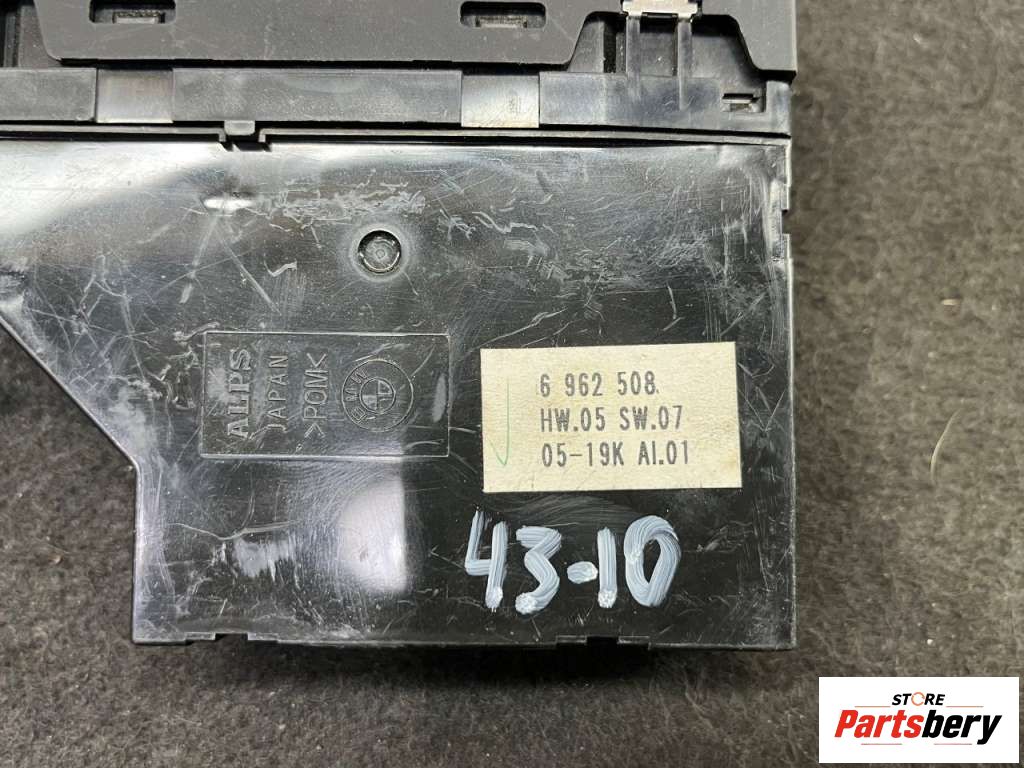 6 962 508.
HW.05 SW.07
05-19K AI.01
ALPS
JAPAN
>POM<
43-10
STORE
Partsbery